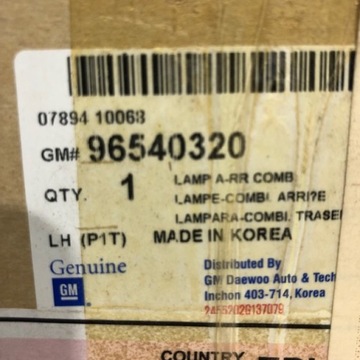 07894 10068
GM# 96540320
QTY. 1
LAMP A-RR COMB
LAMPE-COMBI. ARRI?E
LAMPARA-COMBI. TRASE
LH (P1T) MADE IN KOREA
Genuine
GM
Distributed By
GM Daewoo Auto & Tech
Inchon 403-714, Korea
COUNTRY